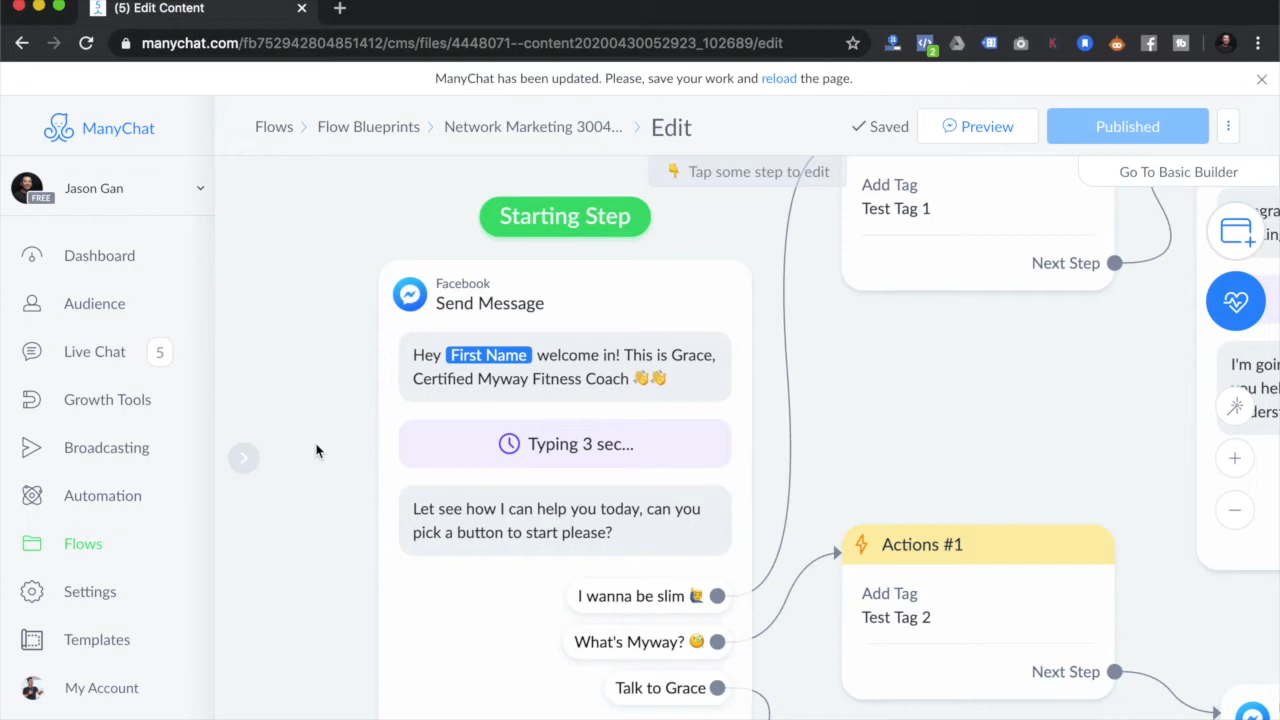 (5) Edit Content
manychat.com/fb752942804851412/cms/files/4448071--content20200430052923_102689/edit
2
ManyChat has been updated. Please, save your work and reload the page.
ManyChat
Flows
Flow Blueprints
Network Marketing 3004...
Edit
Saved
Preview
Published
Jason Gan
FREE
👇 Tap some step to edit
Go To Basic Builder
Dashboard
Audience
Live Chat
5
Growth Tools
Broadcasting
Automation
Flows
Settings
Templates
My Account
Starting Step
Facebook
Send Message
Hey First Name welcome in! This is Grace,
Certified Myway Fitness Coach 👋👋
Typing 3 sec...
Let see how I can help you today, can you
pick a button to start please?
I wanna be slim 🙋‍♂️
What's Myway? 🧐
Talk to Grace
Add Tag
Test Tag 1
Next Step
Actions #1
Add Tag
Test Tag 2
Next Step
I'm goin